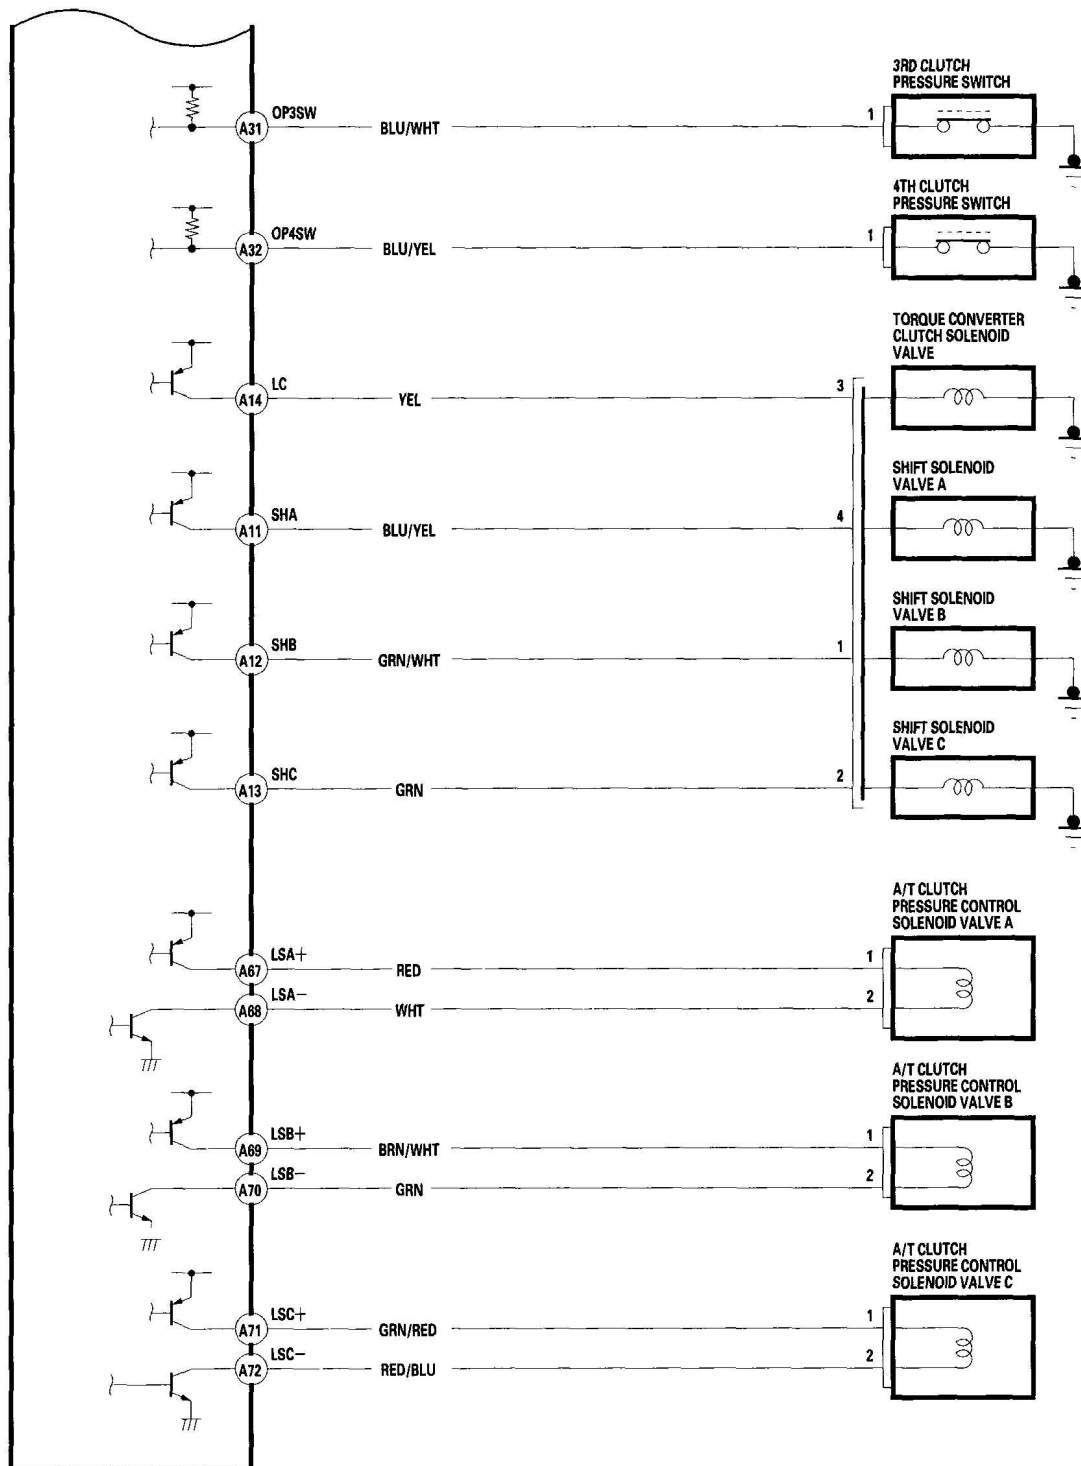 3RD CLUTCH
PRESSURE SWITCH
OP3SW
A31
BLU/WHT
1
4TH CLUTCH
PRESSURE SWITCH
OP4SW
A32
BLU/YEL
1
TORQUE CONVERTER
CLUTCH SOLENOID
VALVE
LC
A14
YEL
3
SHIFT SOLENOID
VALVE A
SHA
A11
BLU/YEL
4
SHIFT SOLENOID
VALVE B
SHB
A12
GRN/WHT
1
SHIFT SOLENOID
VALVE C
SHC
A13
GRN
2
A/T CLUTCH
PRESSURE CONTROL
SOLENOID VALVE A
LSA+
A67
RED
1
LSA−
A68
WHT
2
A/T CLUTCH
PRESSURE CONTROL
SOLENOID VALVE B
LSB+
A69
BRN/WHT
1
LSB−
A70
GRN
2
A/T CLUTCH
PRESSURE CONTROL
SOLENOID VALVE C
LSC+
A71
GRN/RED
1
LSC−
A72
RED/BLU
2